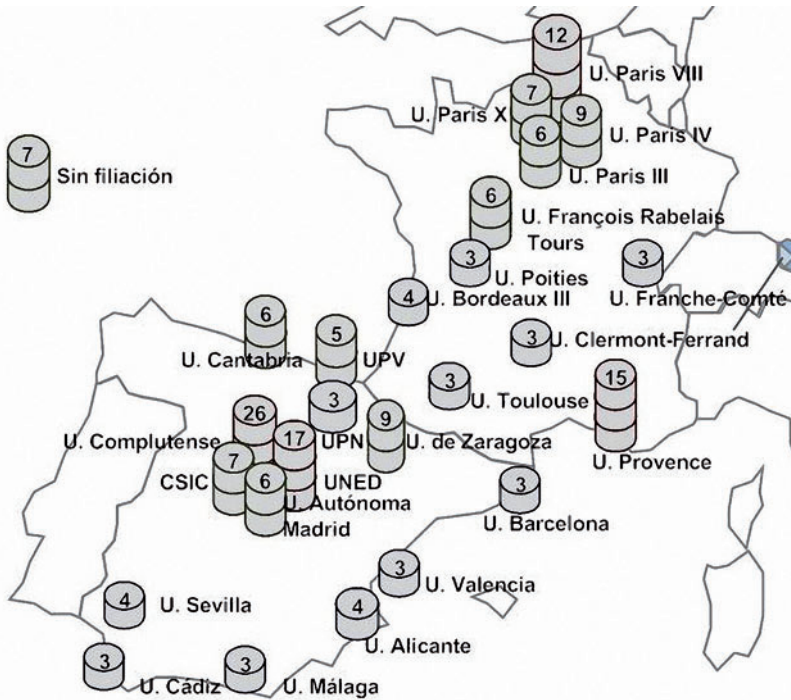 12
U. Paris VIII
7
U. Paris X
9
U. Paris IV
6
U. Paris III
7
Sin filiación
6
U. François Rabelais
Tours
3
U. Poities
3
U. Franche-Comté
4
U. Bordeaux III
6
U. Cantabria
5
UPV
3
U. Clermont-Ferrand
3
U. Toulouse
15
U. Provence
26
U. Complutense
3
UPN
9
U. de Zaragoza
17
UNED
7
CSIC
6
U. Autónoma
Madrid
3
U. Barcelona
3
U. Valencia
4
U. Sevilla
4
U. Alicante
3
U. Cádiz
3
U. Málaga